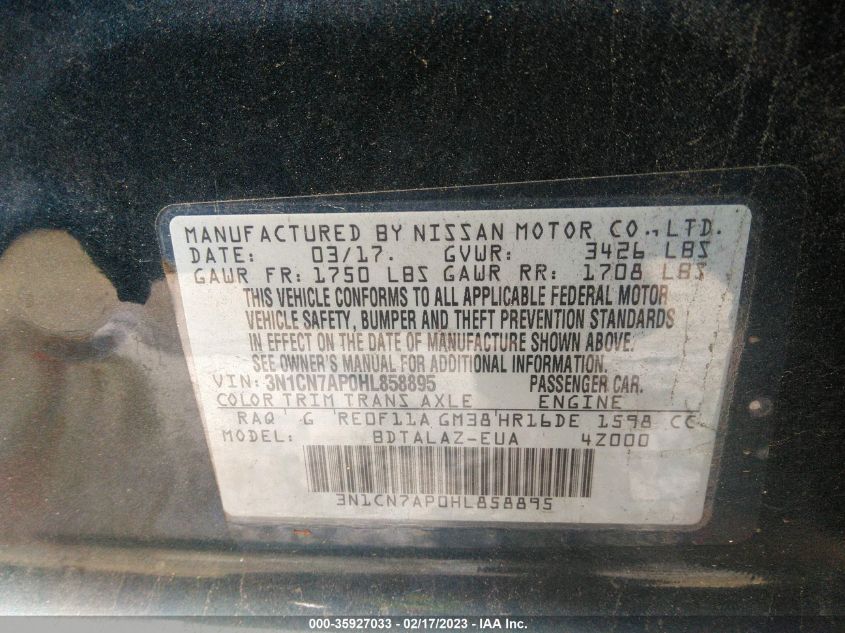 MANUFACTURED BY NISSAN MOTOR CO., LTD.
DATE: 03/17. GVWR: 3426 LBS
GAWR FR: 1750 LBS GAWR RR: 1708 LBS
THIS VEHICLE CONFORMS TO ALL APPLICABLE FEDERAL MOTOR
VEHICLE SAFETY, BUMPER AND THEFT PREVENTION STANDARDS
IN EFFECT ON THE DATE OF MANUFACTURE SHOWN ABOVE.
SEE OWNER'S MANUAL FOR ADDITIONAL INFORMATION.
VIN: 3N1CN7AP0HL858895 PASSENGER CAR.
COLOR TRIM TRANS AXLE ENGINE
RAQ G RE0F11A GM38 HR16DE 1598 CC
MODEL: BDTALAZ-EUA 4Z000
3N1CN7AP0HL858895
000-35927033 - 02/17/2023 - IAA Inc.